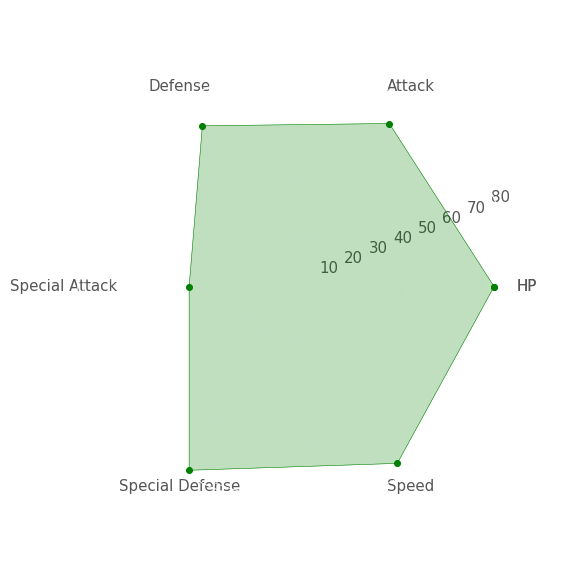 Defense
Attack
80
70
60
50
40
30
20
10
Special Attack
HP
Special Defense
Speed